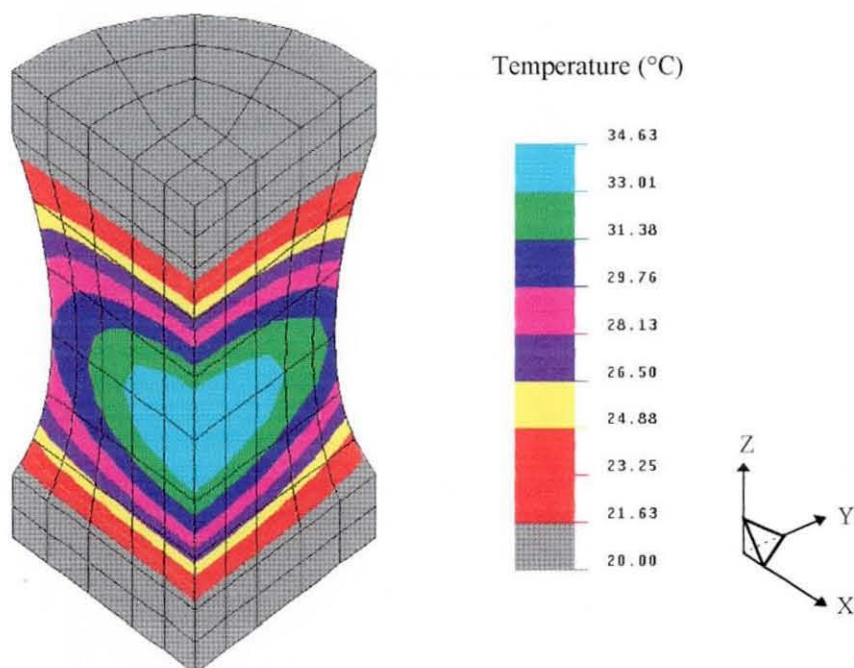 Temperature (°C)
34.63
33.01
31.38
29.76
28.13
26.50
24.88
23.25
21.63
20.00
Z
Y
X